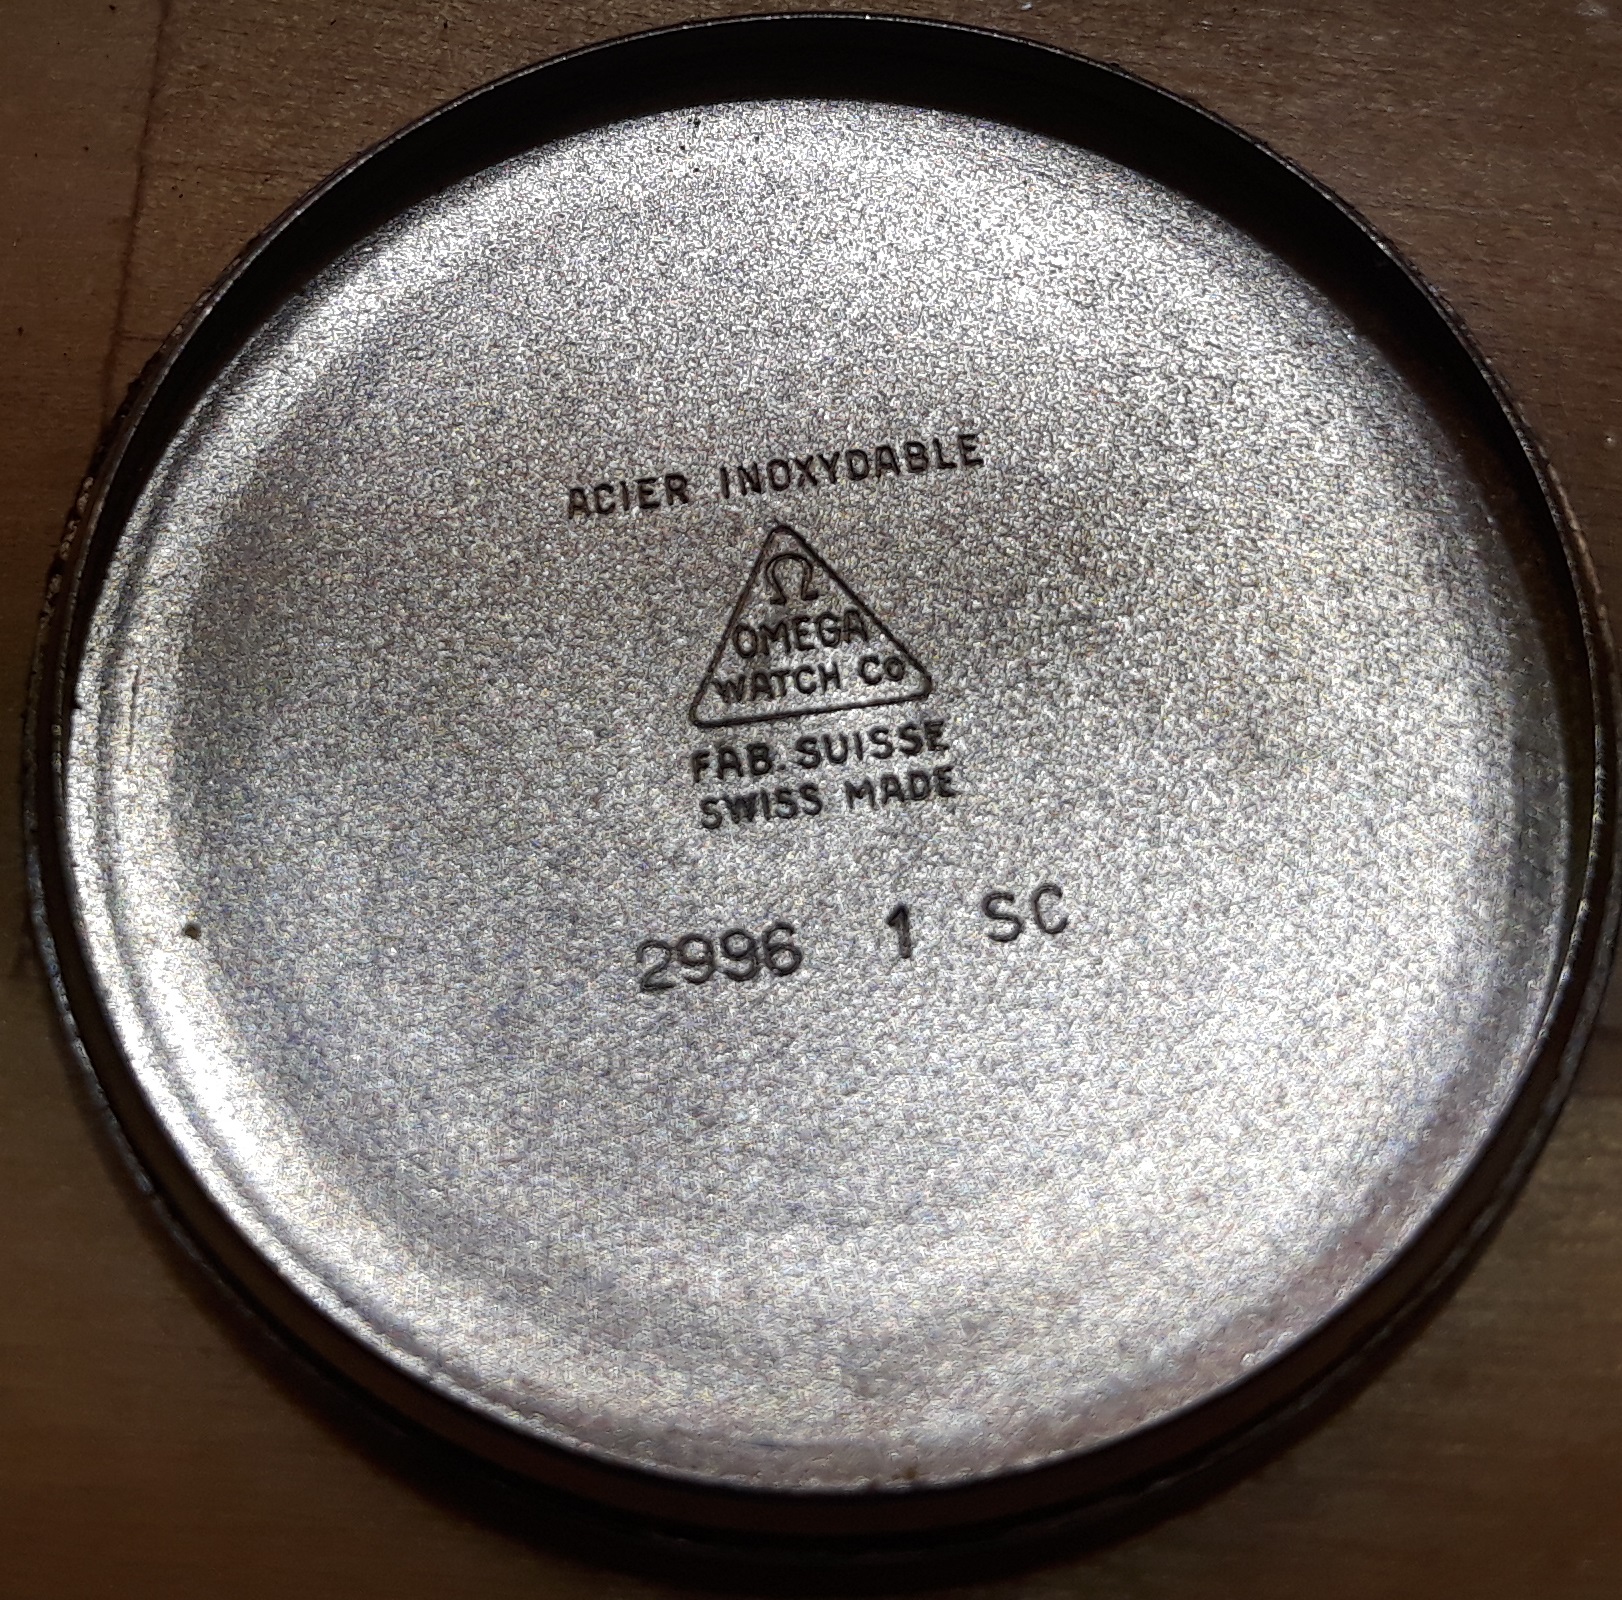 ACIER INOXYDABLE
Ω
OMEGA
WATCH Co
FAB. SUISSE
SWISS MADE
2996 1 SC